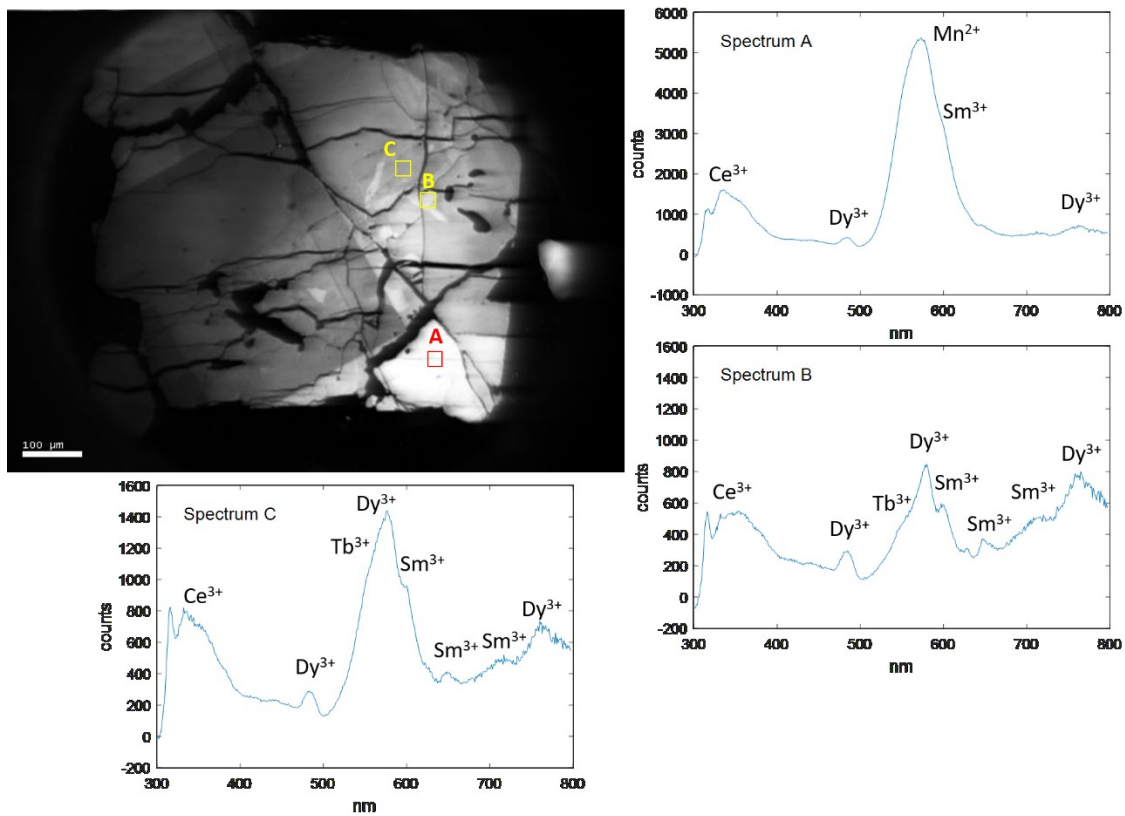 C
B
A
100 µm
Spectrum A
6000
5000
4000
3000
2000
1000
0
-1000
counts
Ce³⁺
Dy³⁺
Mn²⁺
Sm³⁺
Dy³⁺
300 400 500 600 700 800
nm
Spectrum B
1600
1400
1200
1000
800
600
400
200
0
-200
counts
Ce³⁺
Dy³⁺
Tb³⁺
Dy³⁺
Sm³⁺
Sm³⁺
Sm³⁺
Dy³⁺
300 400 500 600 700 800
nm
Spectrum C
1600
1400
1200
1000
800
600
400
200
0
-200
counts
Ce³⁺
Dy³⁺
Tb³⁺
Dy³⁺
Sm³⁺
Sm³⁺
Sm³⁺
Dy³⁺
300 400 500 600 700 800
nm